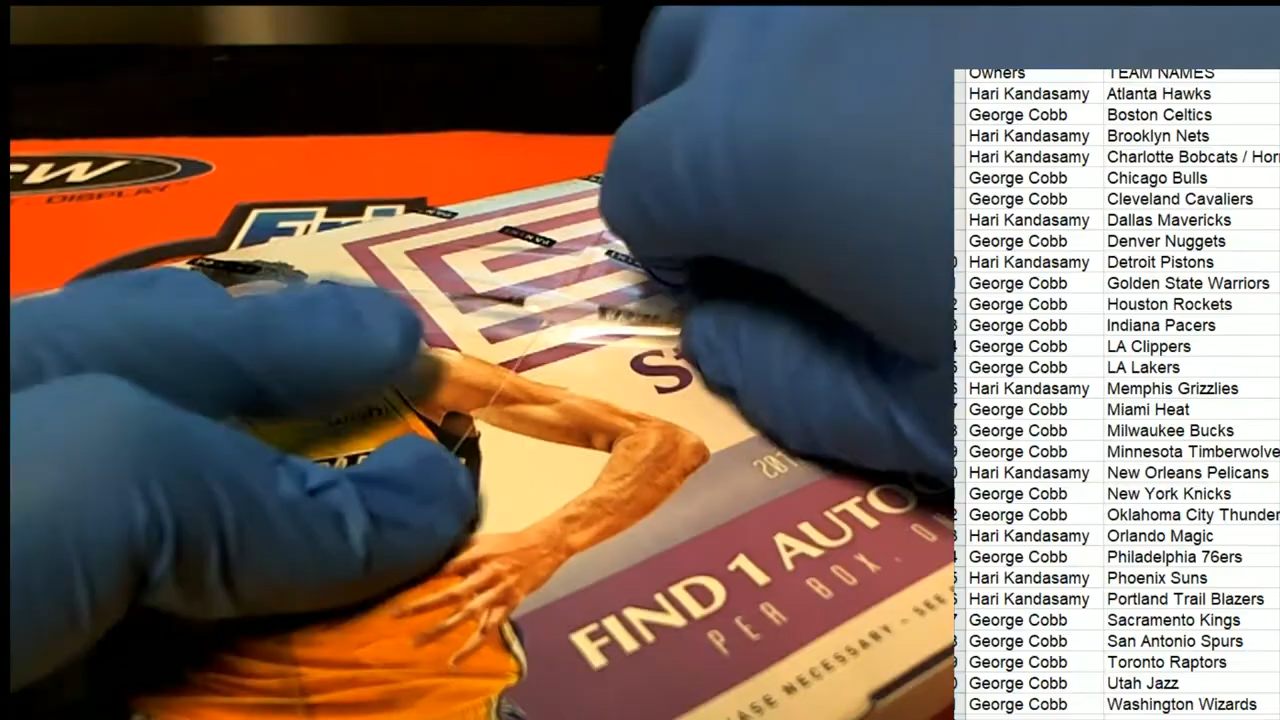 CW
DISPLAY
PANINI
FIND 1 AUTO
PER BOX.
Owners TEAM NAMES
Hari Kandasamy Atlanta Hawks
George Cobb Boston Celtics
Hari Kandasamy Brooklyn Nets
Hari Kandasamy Charlotte Bobcats / Hor
George Cobb Chicago Bulls
George Cobb Cleveland Cavaliers
Hari Kandasamy Dallas Mavericks
George Cobb Denver Nuggets
Hari Kandasamy Detroit Pistons
George Cobb Golden State Warriors
George Cobb Houston Rockets
George Cobb Indiana Pacers
George Cobb LA Clippers
George Cobb LA Lakers
Hari Kandasamy Memphis Grizzlies
George Cobb Miami Heat
George Cobb Milwaukee Bucks
George Cobb Minnesota Timberwolve
Hari Kandasamy New Orleans Pelicans
George Cobb New York Knicks
George Cobb Oklahoma City Thunder
Hari Kandasamy Orlando Magic
George Cobb Philadelphia 76ers
Hari Kandasamy Phoenix Suns
Hari Kandasamy Portland Trail Blazers
George Cobb Sacramento Kings
George Cobb San Antonio Spurs
George Cobb Toronto Raptors
George Cobb Utah Jazz
George Cobb Washington Wizards